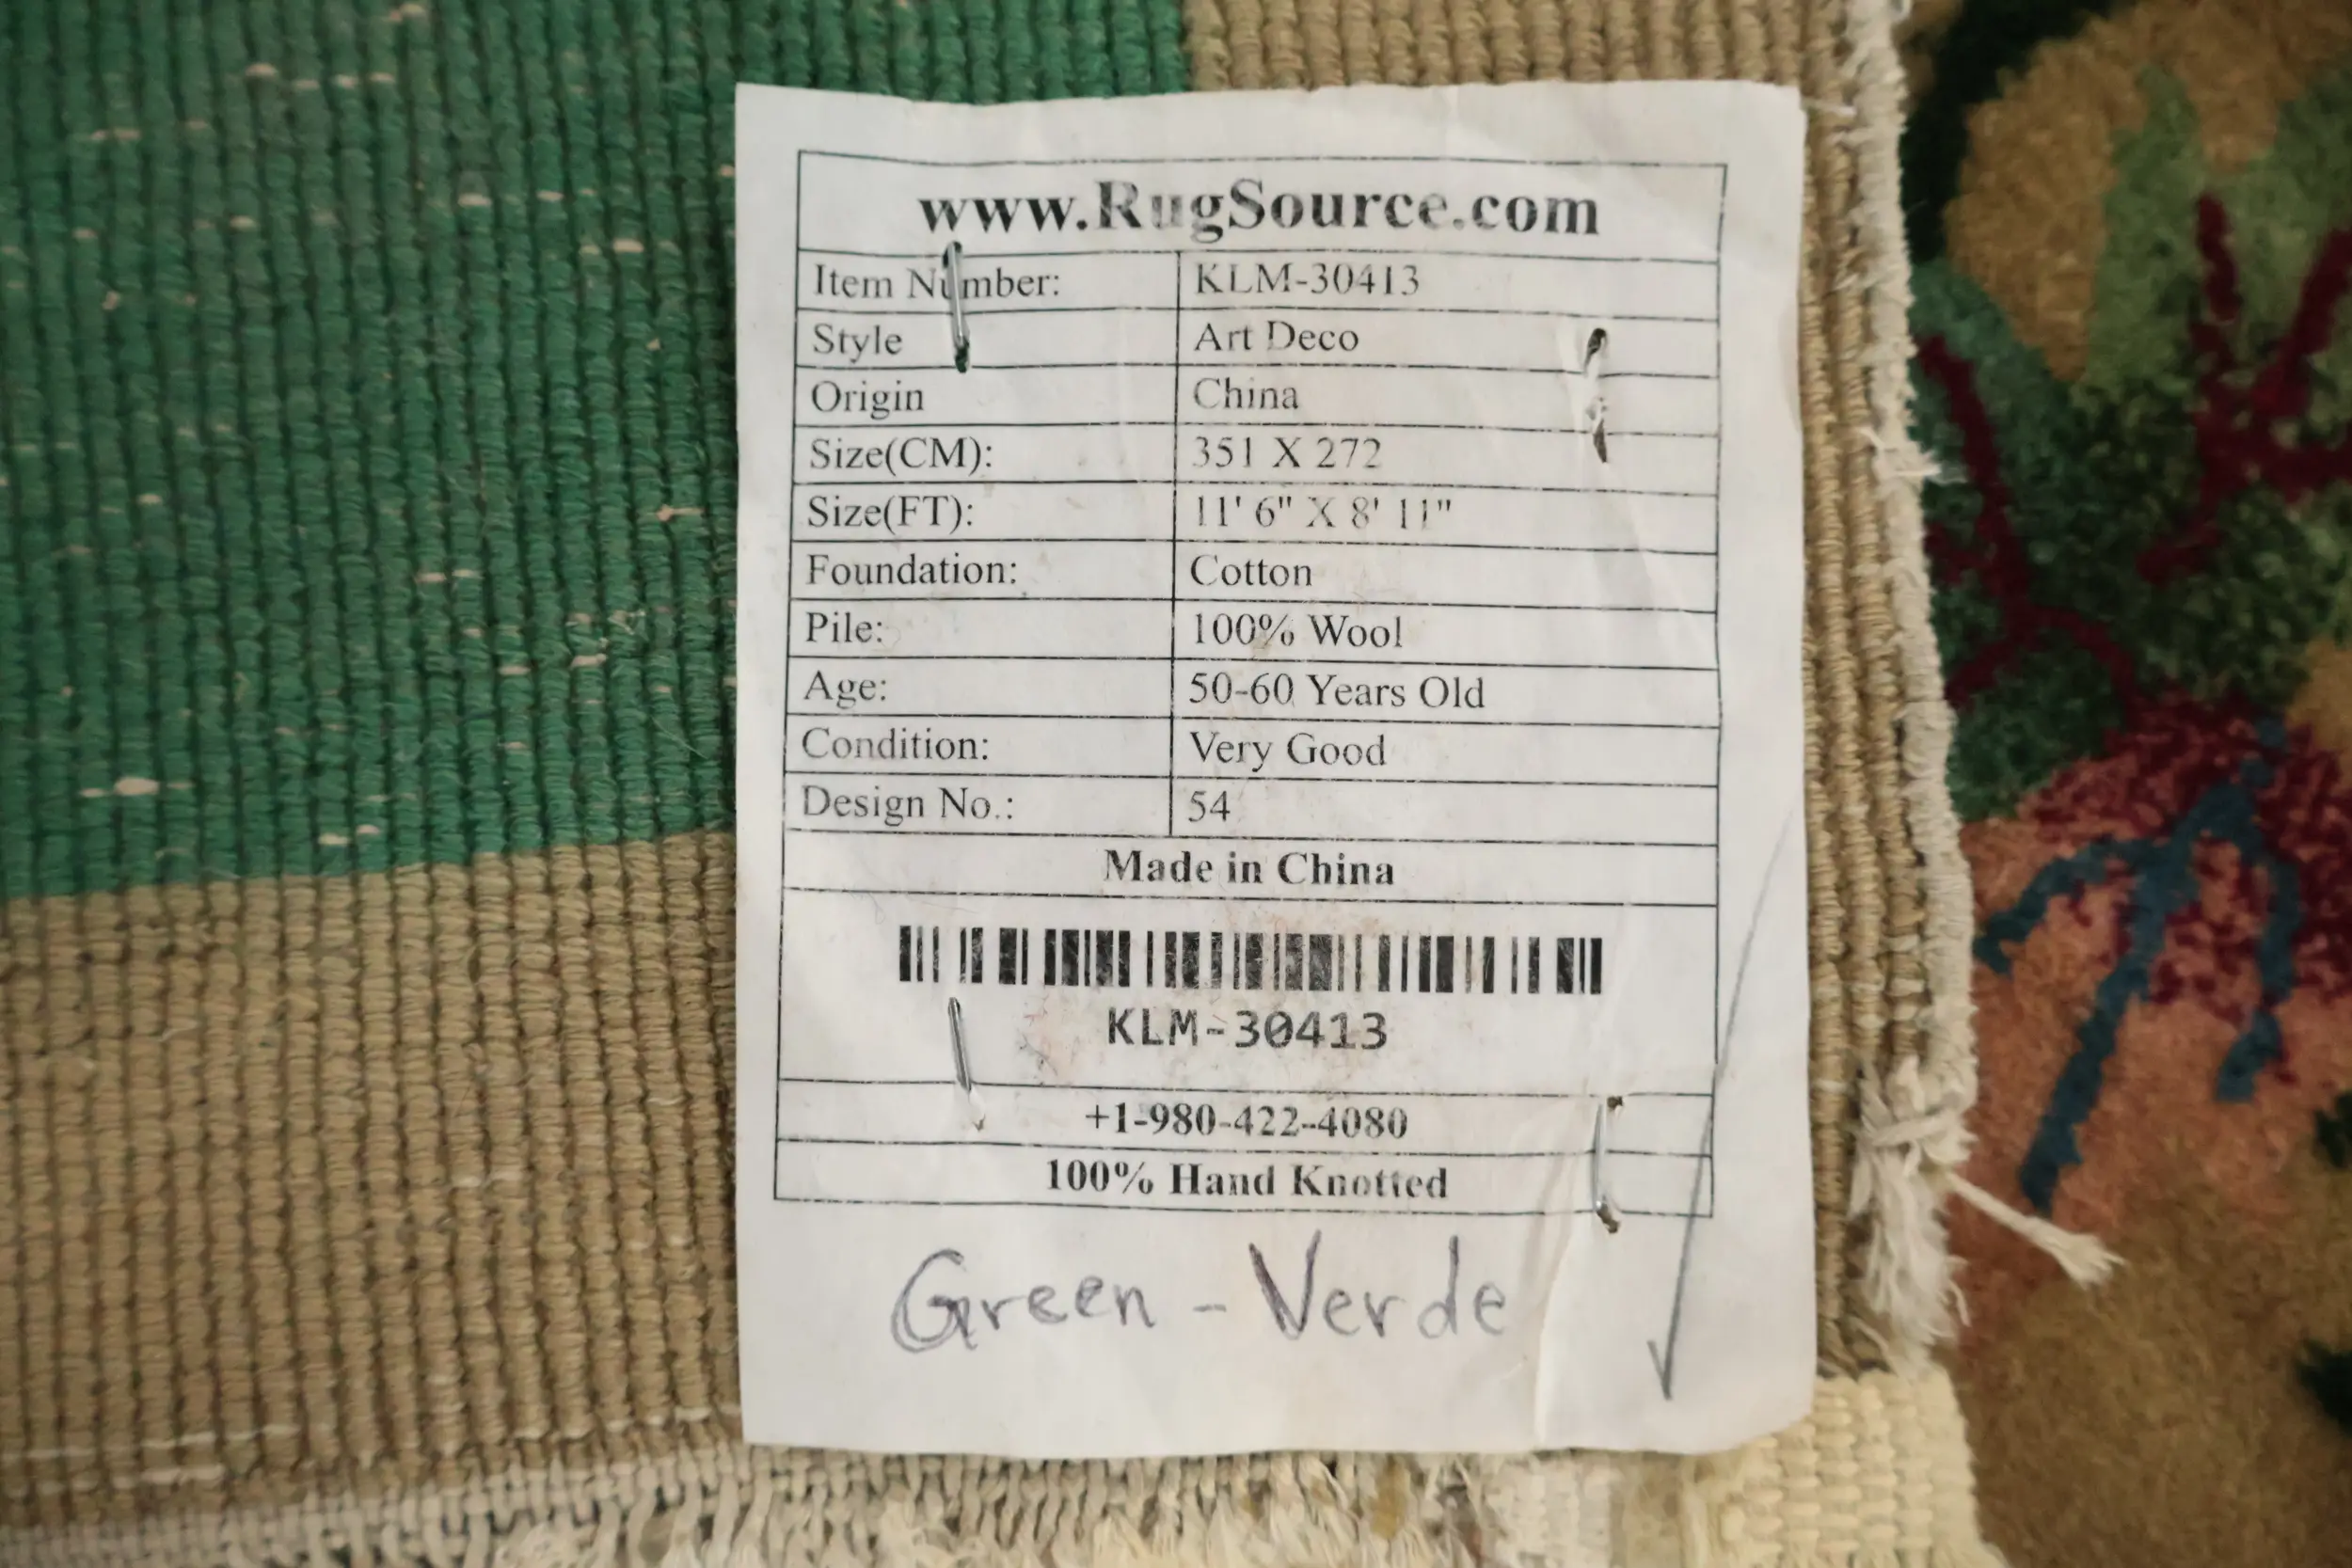 www.RugSource.com
Item Number: KLM-30413
Style Art Deco
Origin China
Size(CM): 351 X 272
Size(FT): 11' 6" X 8' 11"
Foundation: Cotton
Pile: 100% Wool
Age: 50-60 Years Old
Condition: Very Good
Design No.: 54
Made in China
KLM-30413
+1-980-422-4080
100% Hand Knotted
Green - Verde